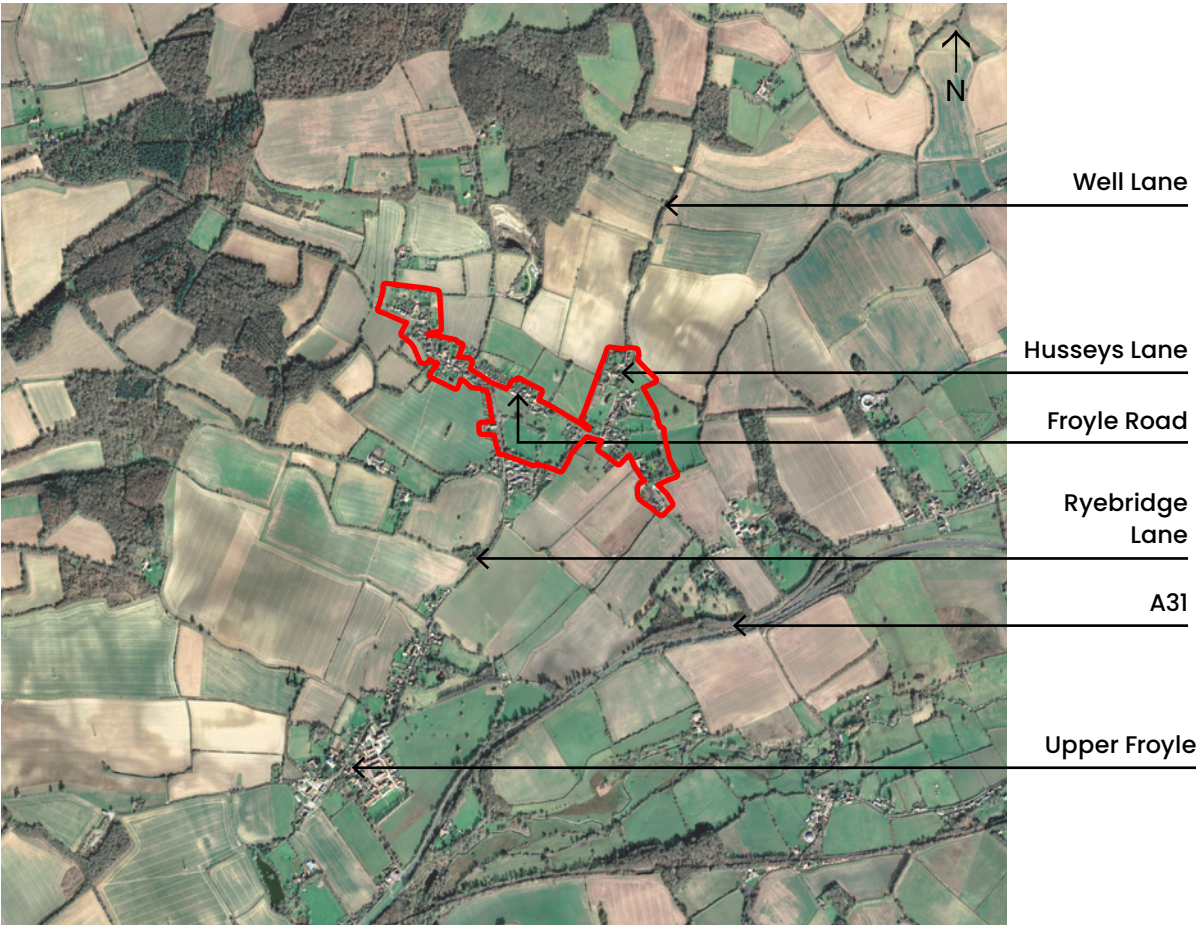 N
Well Lane
Husseys Lane
Froyle Road
Ryebridge
Lane
A31
Upper Froyle